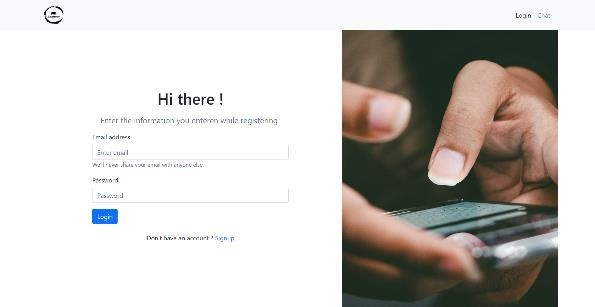 Login Chat
Hi there !
Enter the information you enteren while registering
Email address
Enter email
We'll never share your email with anyone else.
Password
Password
Login
Don't have an account ? Signup